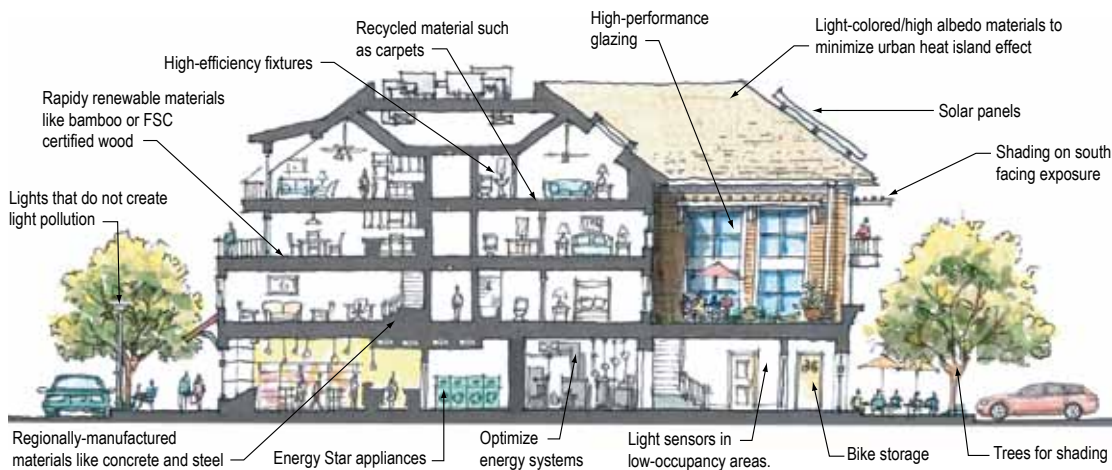 High-performance
glazing
Light-colored/high albedo materials to
minimize urban heat island effect
Recycled material such
as carpets
High-efficiency fixtures
Rapidy renewable materials
like bamboo or FSC
certified wood
Solar panels
Shading on south
facing exposure
Lights that do not create
light pollution
Regionally-manufactured
materials like concrete and steel
Energy Star appliances
Optimize
energy systems
Light sensors in
low-occupancy areas.
Bike storage
Trees for shading